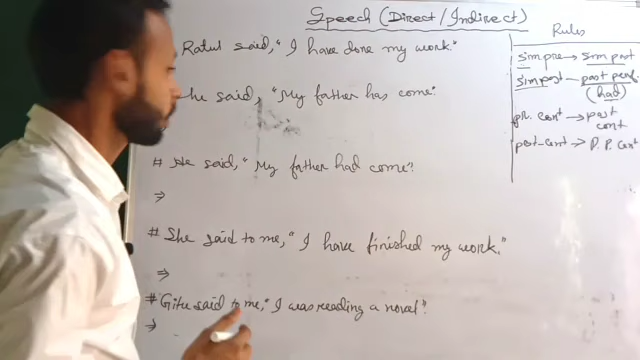 Speech (Direct/Indirect)
Ratul said, "I have done my work."
he said, "My father has come"
# He said, "My father had come"
⇒
# She said to me, "I have finished my work."
⇒
# Gita said to me, "I was reading a novel"
⇒
Rules
sim pre → sim past
sim past – past perf
(had)
pr. cont → past
cont
past-cont → P. P. Cont